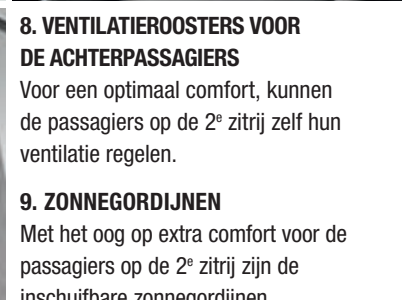 8. VENTILATIEROOSTERS VOOR
DE ACHTERPASSAGIERS
Voor een optimaal comfort, kunnen
de passagiers op de 2e zitrij zelf hun
ventilatie regelen.
9. ZONNEGORDIJNEN
Met het oog op extra comfort voor de
passagiers op de 2e zitrij zijn de
inschuifbare zonnegordijnen